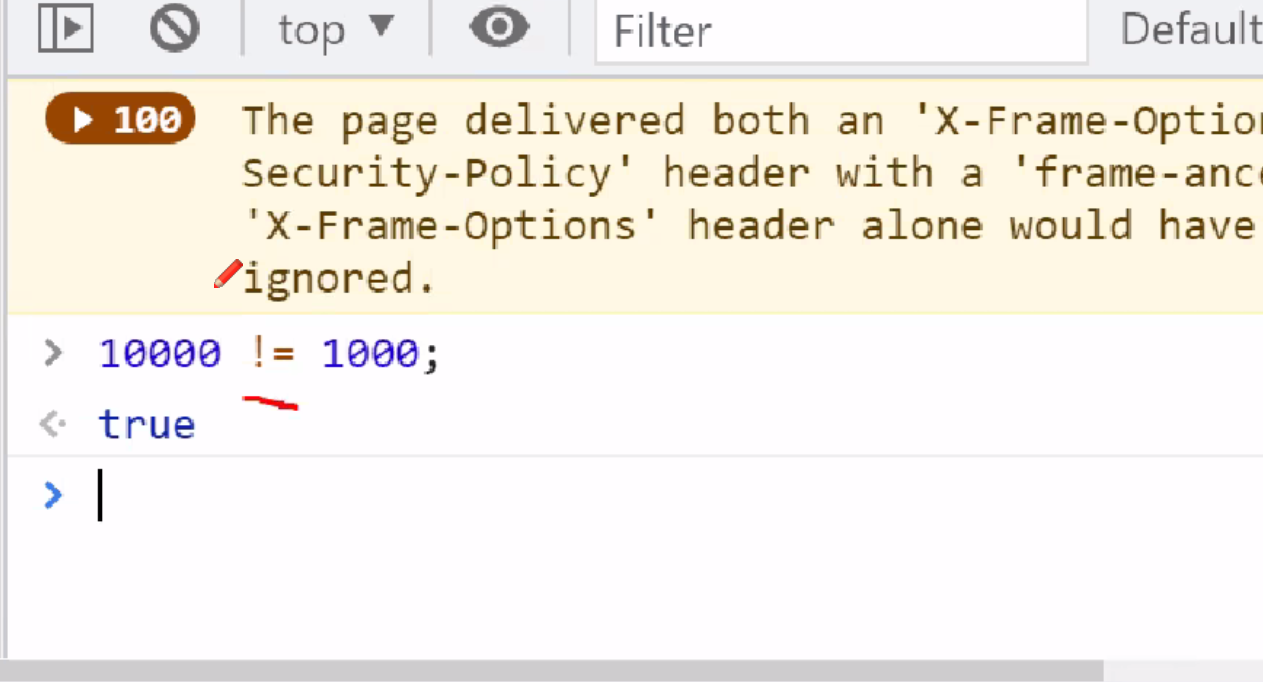 top Filter Default
100 The page delivered both an 'X-Frame-Option
Security-Policy' header with a 'frame-ance
'X-Frame-Options' header alone would have
ignored.
10000 != 1000;
true